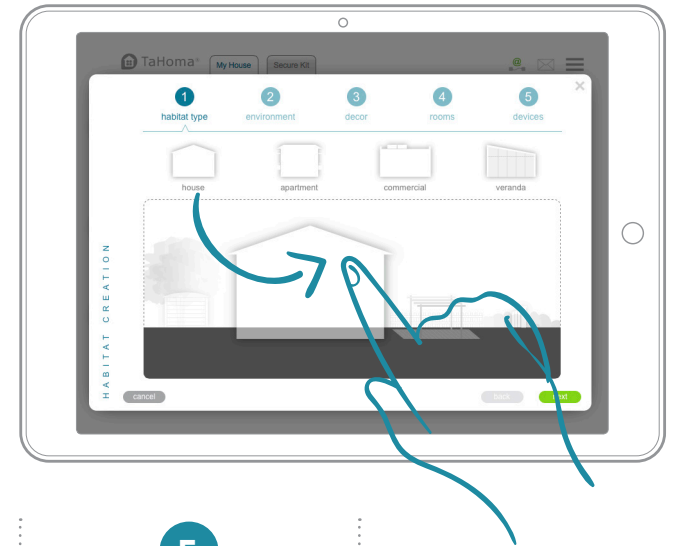 TaHoma®
My House
Secure Kit
@
1 2 3 4 5
habitat type environment decor rooms devices
house apartment commercial veranda
HABITAT CREATION
cancel back next